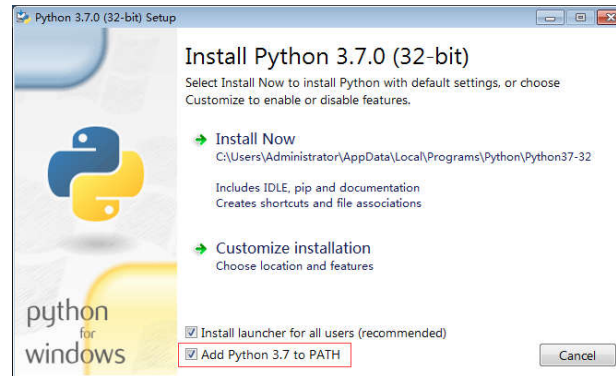 Python 3.7.0 (32-bit) Setup
Install Python 3.7.0 (32-bit)
Select Install Now to install Python with default settings, or choose
Customize to enable or disable features.
Install Now
C:\Users\Administrator\AppData\Local\Programs\Python\Python37-32
Includes IDLE, pip and documentation
Creates shortcuts and file associations
Customize installation
Choose location and features
python
for
windows
Install launcher for all users (recommended)
Add Python 3.7 to PATH
Cancel